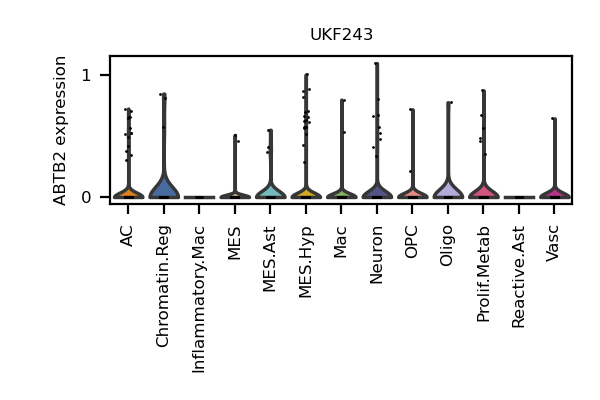 UKF243
ABTB2 expression
1
0
AC
Chromatin.Reg
Inflammatory.Mac
MES
MES.Ast
MES.Hyp
Mac
Neuron
OPC
Oligo
Prolif.Metab
Reactive.Ast
Vasc